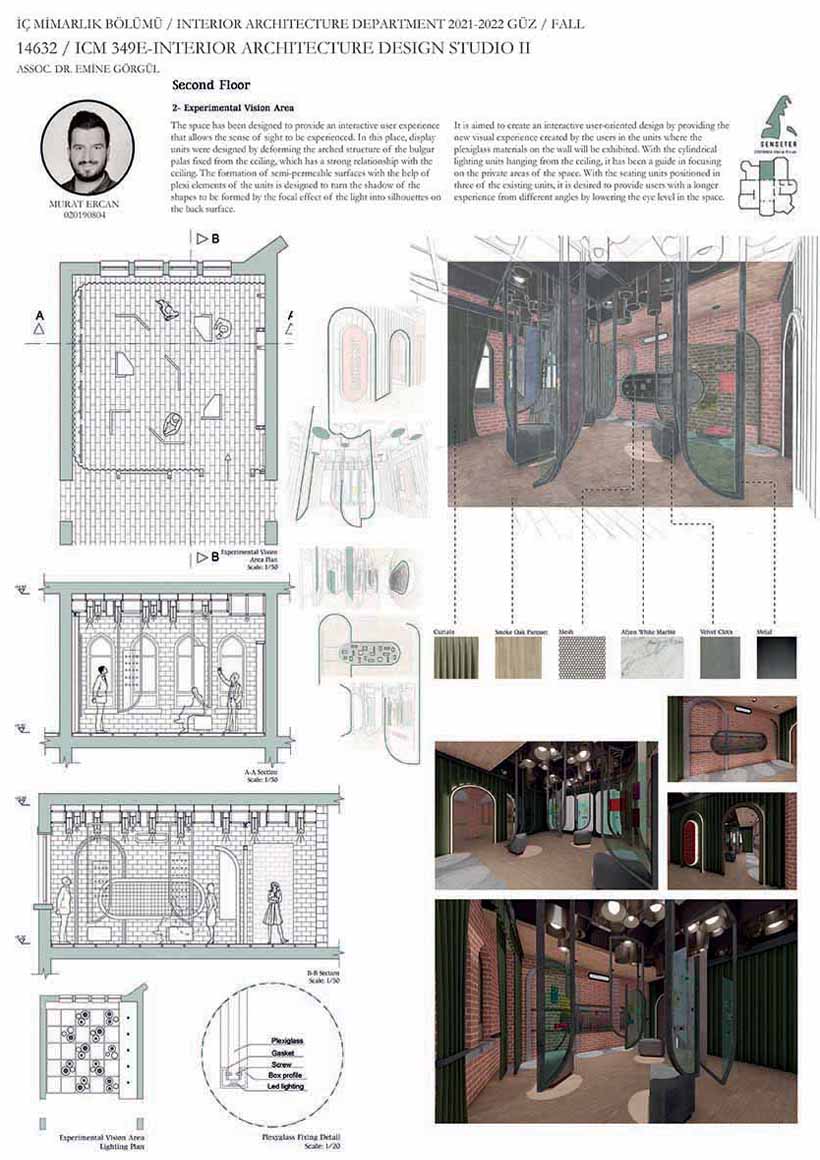 İÇ MİMARLIK BÖLÜMÜ / INTERIOR ARCHITECTURE DEPARTMENT 2021-2022 GÜZ / FALL
14632 / ICM 349E-INTERIOR ARCHITECTURE DESIGN STUDIO II
ASSOC. DR. EMİNE GÖRGÜL
Second Floor
2- Experimental Vision Area
The space has been designed to provide an interactive user experience
that allows the sense of sight to be experienced. In this place, display
units were designed by deforming the arched structure of the bulgur
palas fixed from the ceiling, which has a strong relationship with the
ceiling. The formation of semi-permeable surfaces with the help of
plexi elements of the units is designed to turn the shadow of the
shapes to be formed by the focal effect of the light into silhouettes on
the back surface.
It is aimed to create an interactive user-oriented design by providing the
new visual experience created by the users in the units where the
plexiglass materials on the wall will be exhibited. With the cylindrical
lighting units hanging from the ceiling, it has been a guide in focusing
on the private areas of the space. With the seating units positioned in
three of the existing units, it is desired to provide users with a longer
experience from different angles by lowering the eye level in the space.
SENSETER
MURAT ERCAN
020190804
B
A
A
B
Experimental Vision
Area Plan
Scale: 1/50
Curtain
Smoke Oak Parquet
Mesh
Afyon White Marble
Velvet Cloth
Metal
A-A Section
Scale: 1/50
B-B Section
Scale: 1/50
Plexiglass
Gasket
Screw
Box profile
Led lighting
Experimental Vision Area
Lighting Plan
Plexyglass Fixing Detail
Scale: 1/20